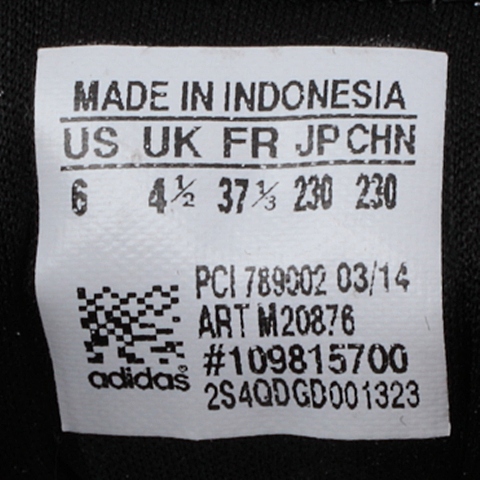 MADE IN INDONESIA
US UK FR JP CHN
6 4½ 37⅓ 230 230
PCI 789002 03/14
ART M20876
#109815700
adidas®
2S4QDGD001323